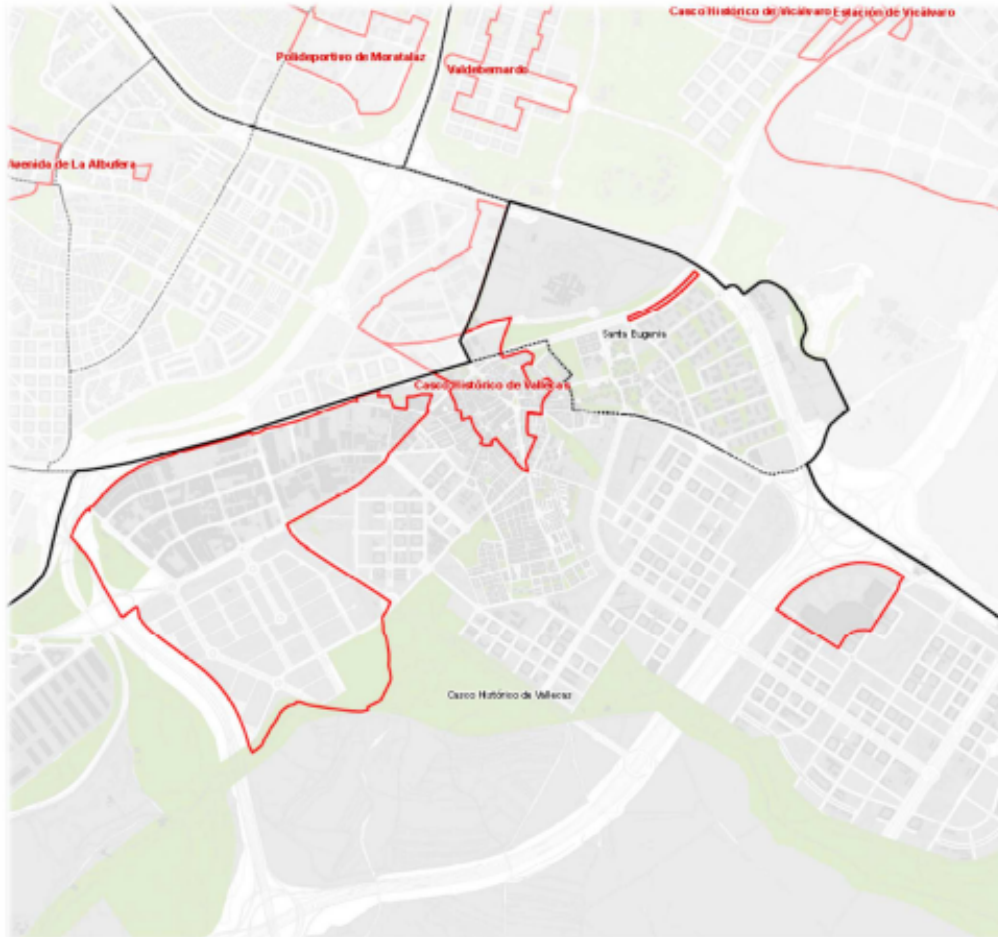 Casco Histórico de Vicálvaro
Estación de Vicálvaro
Polideportivo de Moratalaz
Valdebernardo
Avenida de La Albufera
Santa Eugenia
Casco Histórico de Vallecas
Casco Histórico de Vallecas